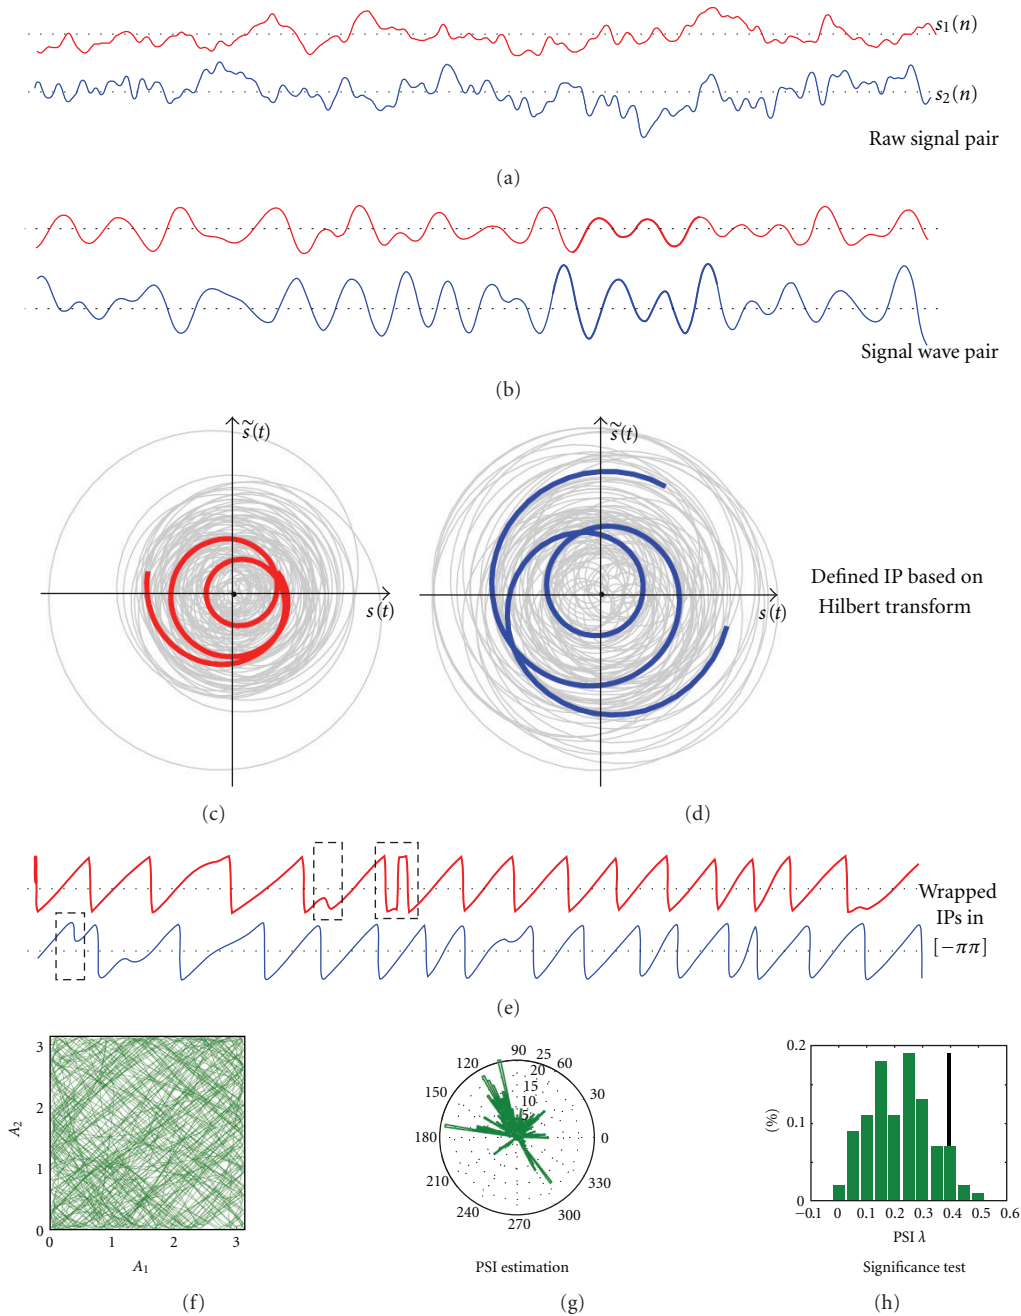 s₁(n)
s₂(n)
Raw signal pair
(a)
Signal wave pair
(b)
s̃(t)
s(t)
s̃(t)
s(t)
Defined IP based on
Hilbert transform
(c)
(d)
Wrapped
IPs in
[−ππ]
(e)
3
2
1
0
A₂
0 1 2 3
A₁
(f)
90
25
60
120
20
15
30
150
10
5
180
0
210
330
240
300
270
PSI estimation
(g)
0.2
0.1
0
(%)
−0.1 0 0.1 0.2 0.3 0.4 0.5 0.6
PSI λ
Significance test
(h)